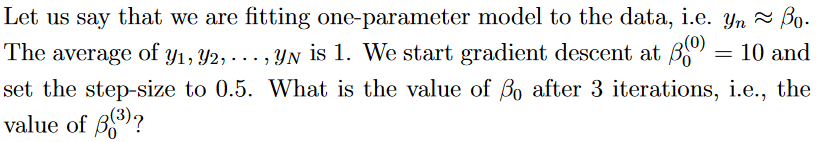 Let us say that we are fitting one-parameter model to the data, i.e. $y_n \approx \beta_0$.
The average of $y_1, y_2, \ldots, y_N$ is 1. We start gradient descent at $\beta_0^{(0)} = 10$ and
set the step-size to 0.5. What is the value of $\beta_0$ after 3 iterations, i.e., the
value of $\beta_0^{(3)}$?